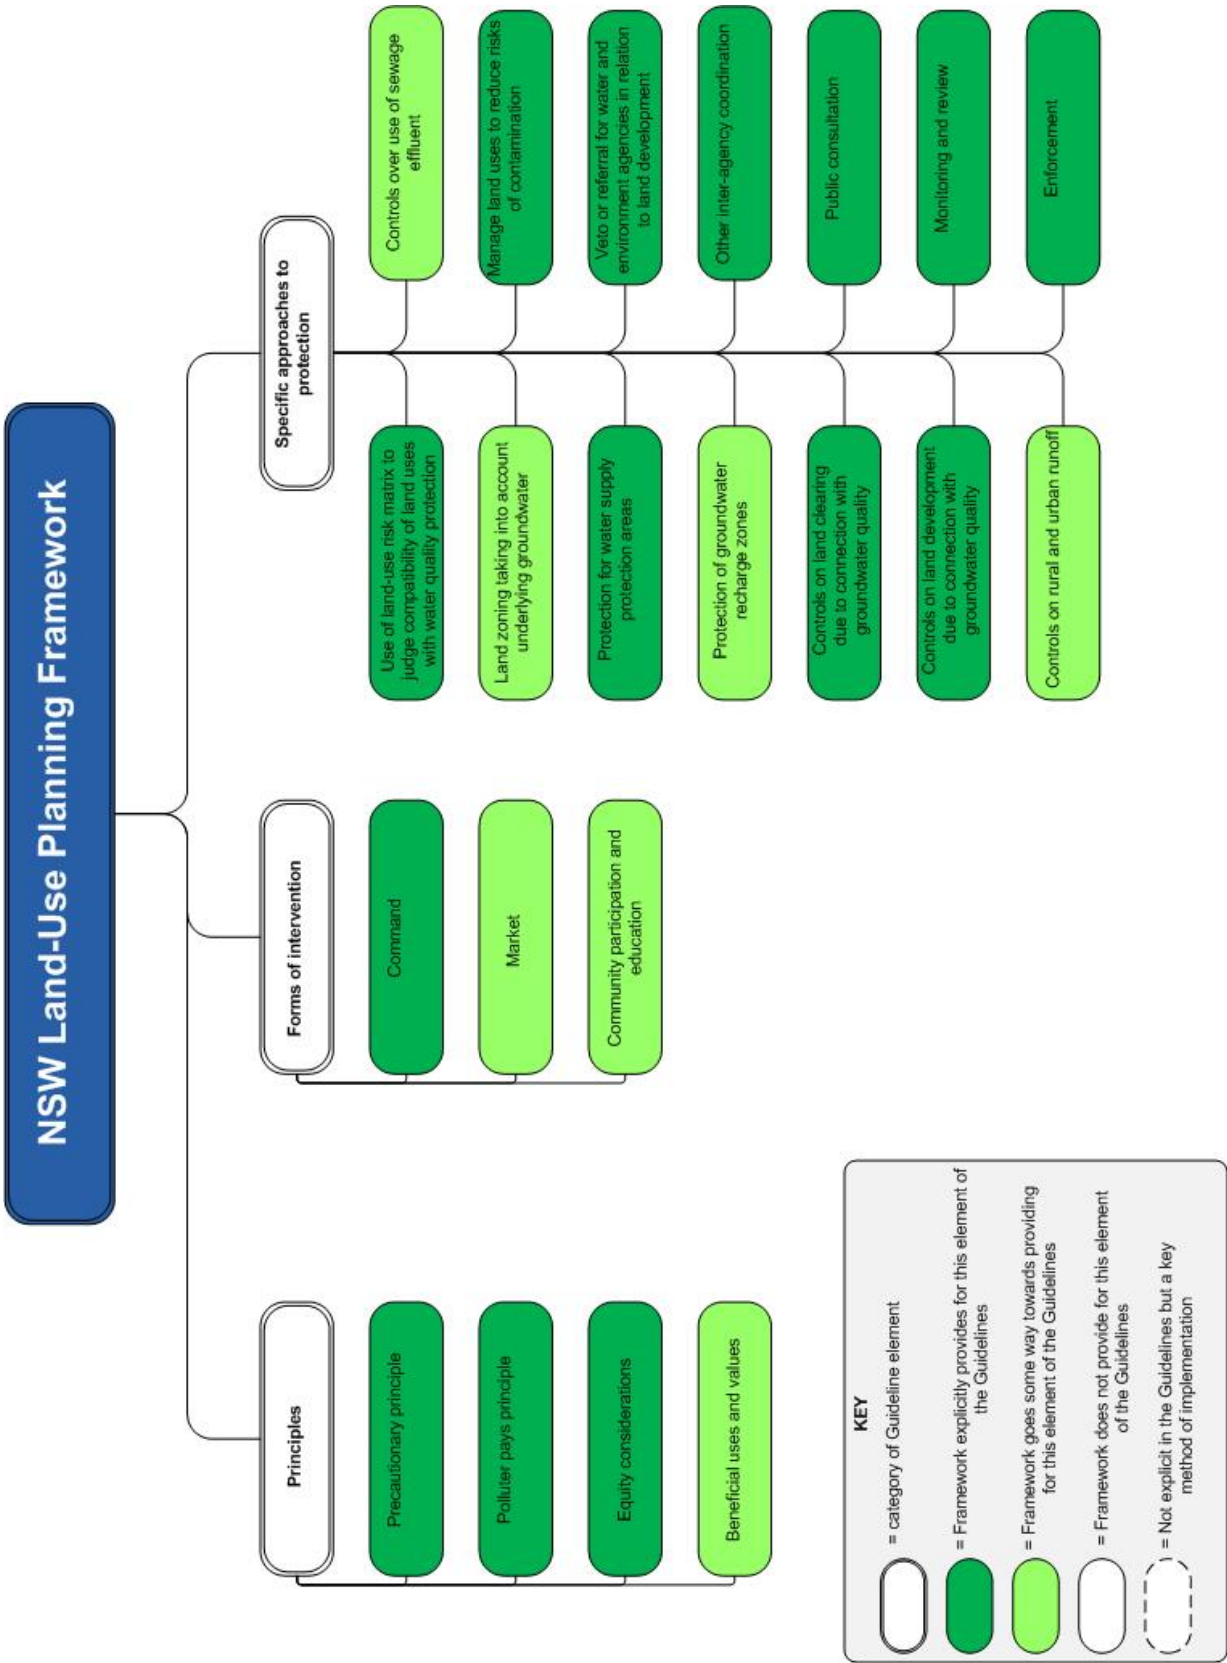 NSW Land-Use Planning Framework
Principles
Precautionary principle
Polluter pays principle
Equity considerations
Beneficial uses and values
Forms of intervention
Command
Market
Community participation and
education
Specific approaches to
protection
Use of land-use risk matrix to
judge compatibility of land uses
with water quality protection
Land zoning taking into account
underlying groundwater
Protection for water supply
protection areas
Protection of groundwater
recharge zones
Controls on land clearing
due to connection with
groundwater quality
Controls on land development
due to connection with
groundwater quality
Controls on rural and urban runoff
Controls over use of sewage
effluent
Manage land uses to reduce risks
of contamination
Veto or referral for water and
environment agencies in relation
to land development
Other inter-agency coordination
Public consultation
Monitoring and review
Enforcement
KEY
= category of Guideline element
= Framework explicitly provides for this element of
the Guidelines
= Framework goes some way towards providing
for this element of the Guidelines
= Framework does not provide for this element
of the Guidelines
= Not explicit in the Guidelines but a key
method of implementation